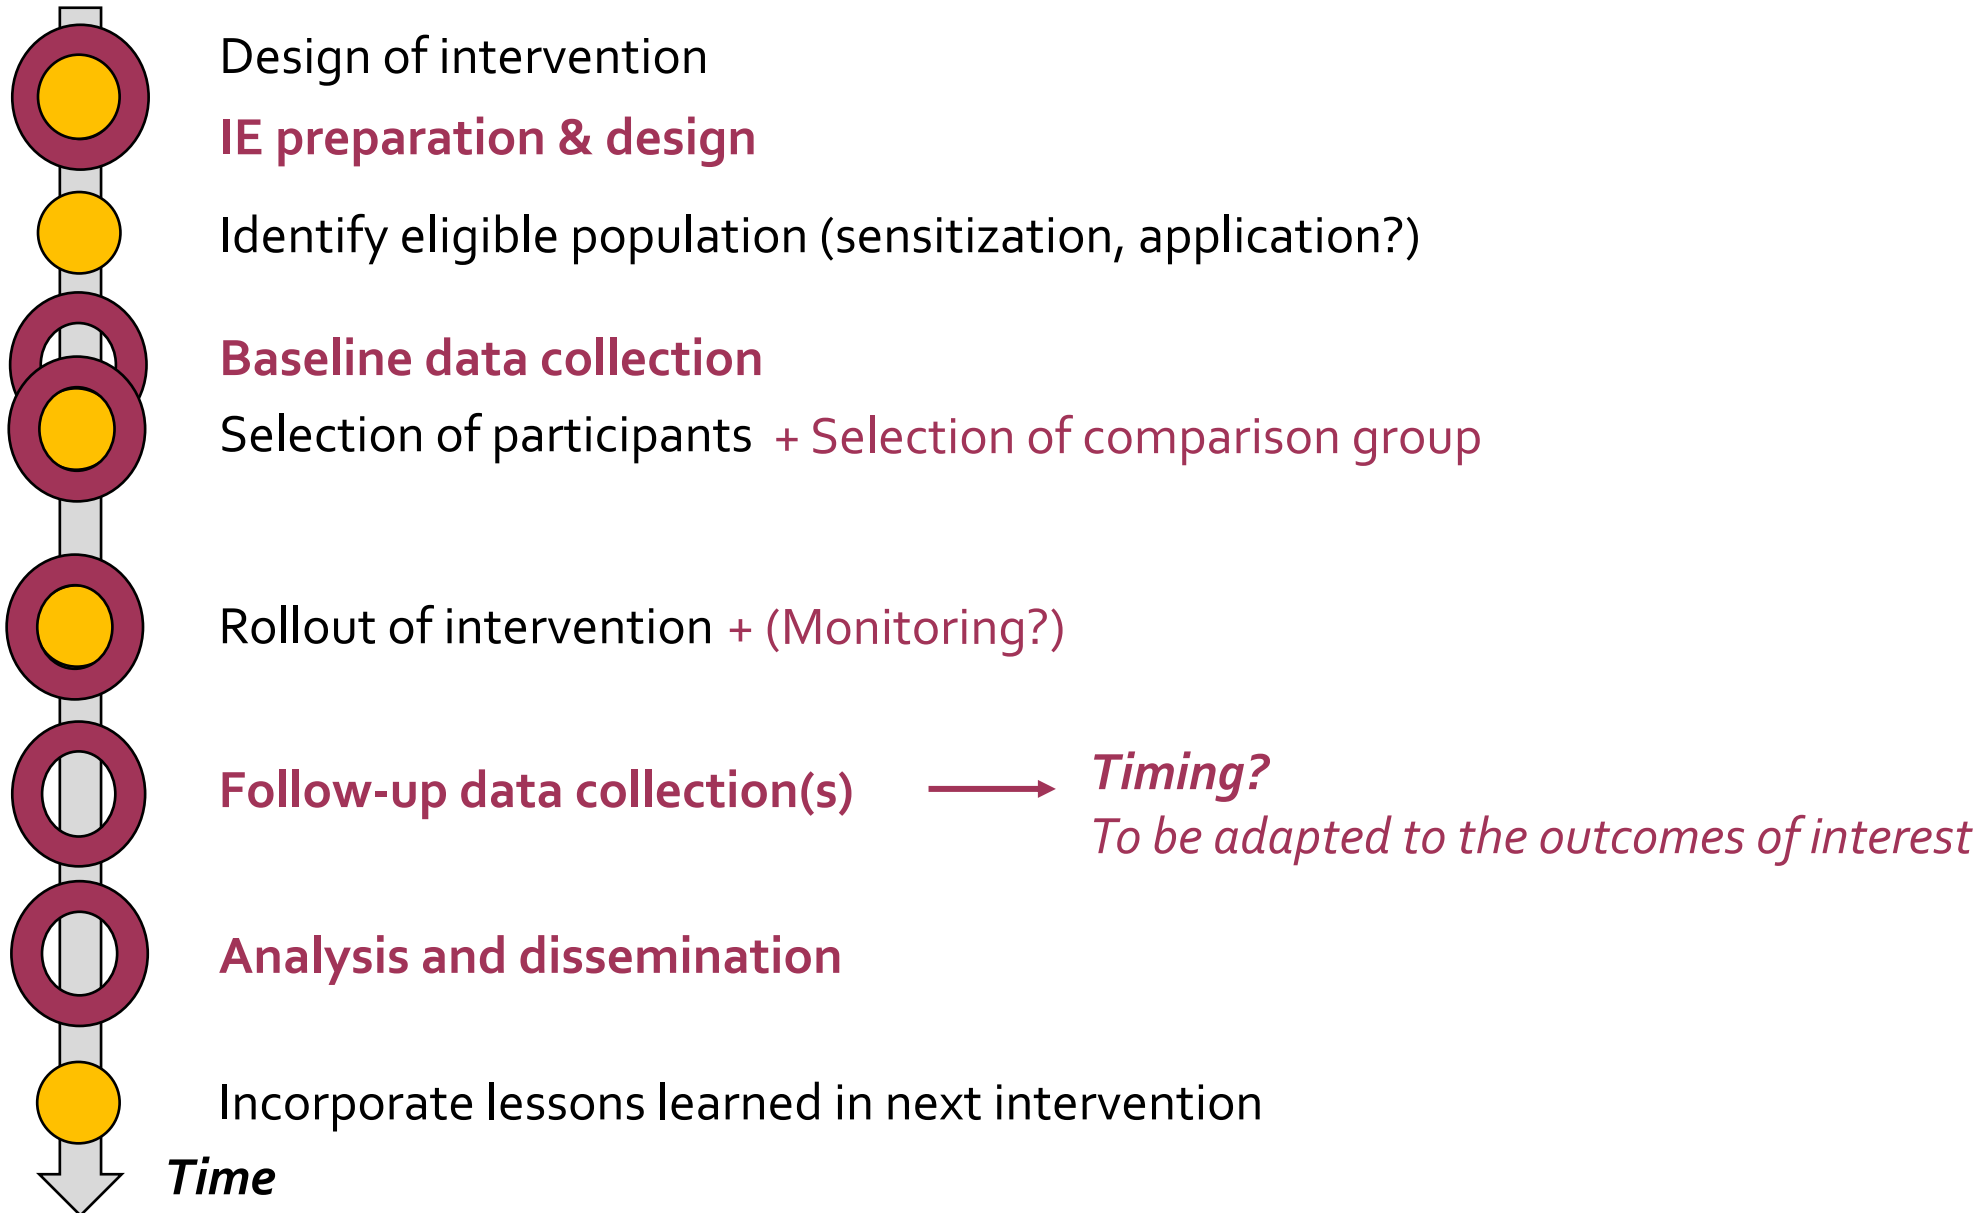 Design of intervention
IE preparation & design
Identify eligible population (sensitization, application?)
Baseline data collection
Selection of participants + Selection of comparison group
Rollout of intervention + (Monitoring?)
Follow-up data collection(s)
Timing?
To be adapted to the outcomes of interest
Analysis and dissemination
Incorporate lessons learned in next intervention
Time